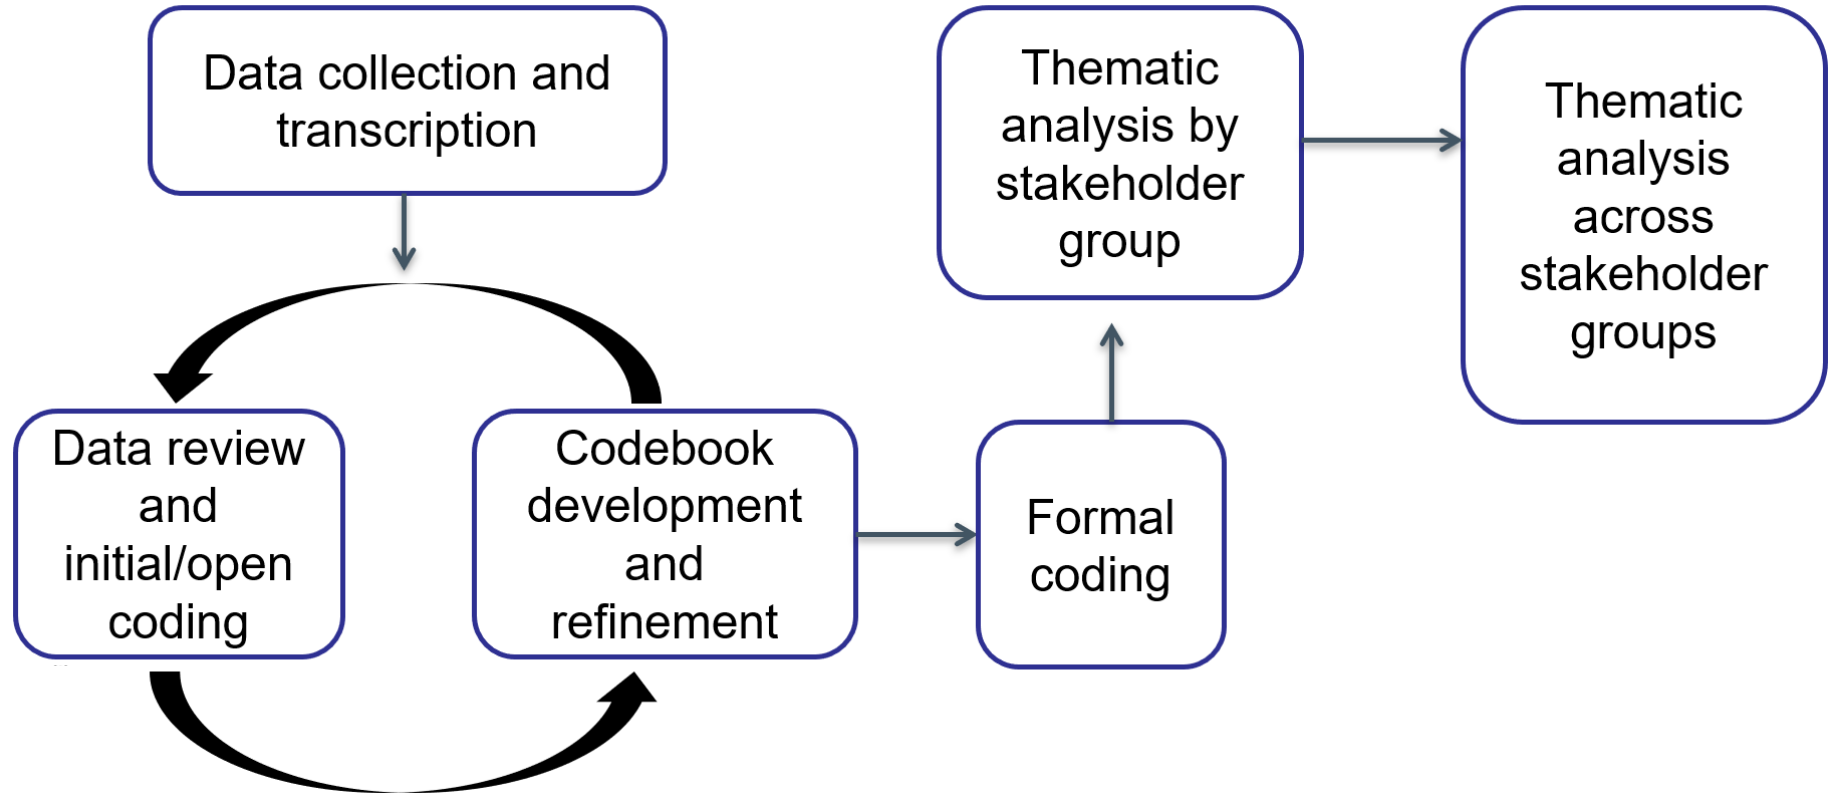 Data collection and
transcription
Data review
and
initial/open
coding
Codebook
development
and
refinement
Formal
coding
Thematic
analysis by
stakeholder
group
Thematic
analysis
across
stakeholder
groups